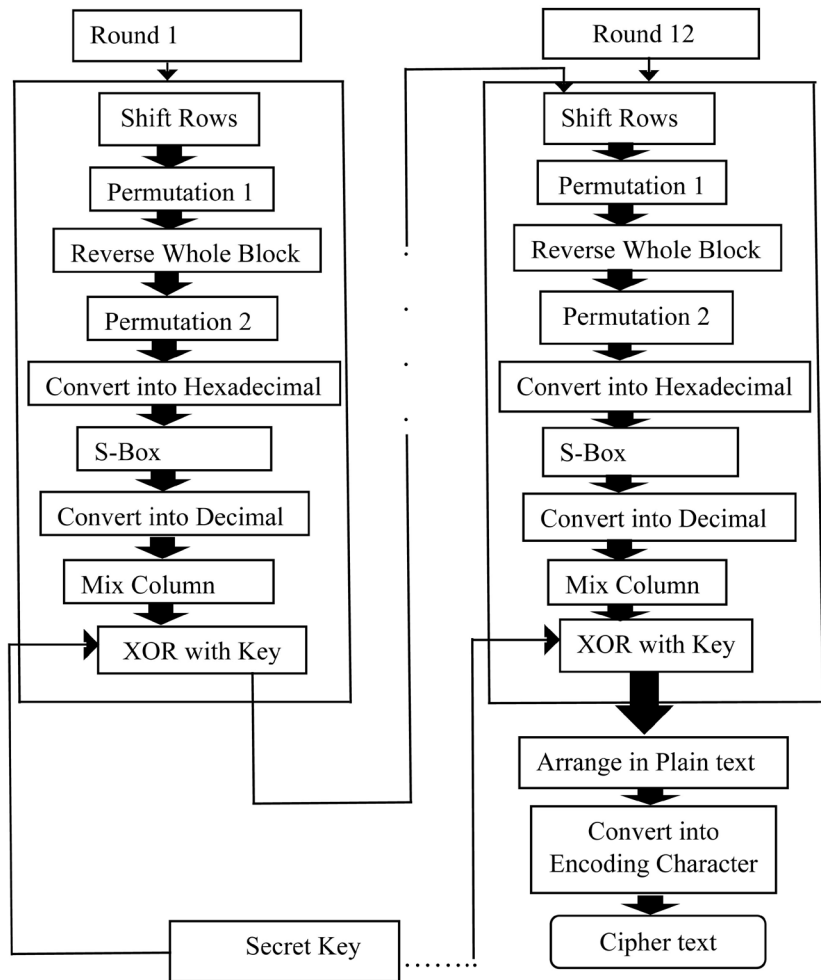 Round 1
Shift Rows
Permutation 1
Reverse Whole Block
Permutation 2
Convert into Hexadecimal
S-Box
Convert into Decimal
Mix Column
XOR with Key
Round 12
Shift Rows
Permutation 1
Reverse Whole Block
Permutation 2
Convert into Hexadecimal
S-Box
Convert into Decimal
Mix Column
XOR with Key
Arrange in Plain text
Convert into
Encoding Character
Cipher text
Secret Key